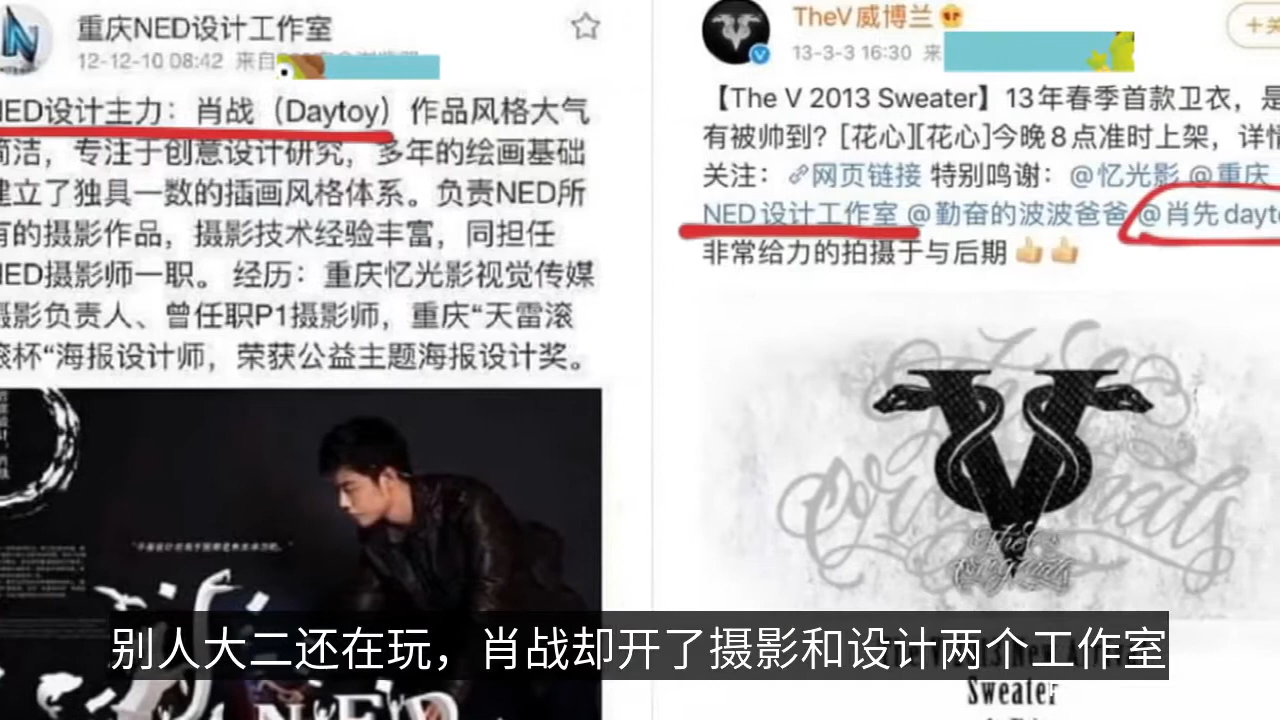 重庆NED设计工作室
12-12-10 08:42 来自
NED设计主力：肖战（Daytoy）作品风格大气
简洁，专注于创意设计研究，多年的绘画基础
建立了独具一数的插画风格体系。负责NED所
有的摄影作品，摄影技术经验丰富，同担任
NED摄影师一职。 经历：重庆忆光影视觉传媒
摄影负责人、曾任职P1摄影师，重庆“天雷滚
滚杯“海报设计师，荣获公益主题海报设计奖。
TheV威博兰
13-3-3 16:30 来
+关
【The V 2013 Sweater】13年春季首款卫衣，是
有被帅到？[花心][花心]今晚8点准时上架，详情
关注：网页链接 特别鸣谢：@忆光影 @重庆
NED设计工作室 @勤奋的波波爸爸 @肖先dayto
非常给力的拍摄于与后期
The V
Originals
The V
Originals
别人大二还在玩，肖战却开了摄影和设计两个工作室
Sweater
NED